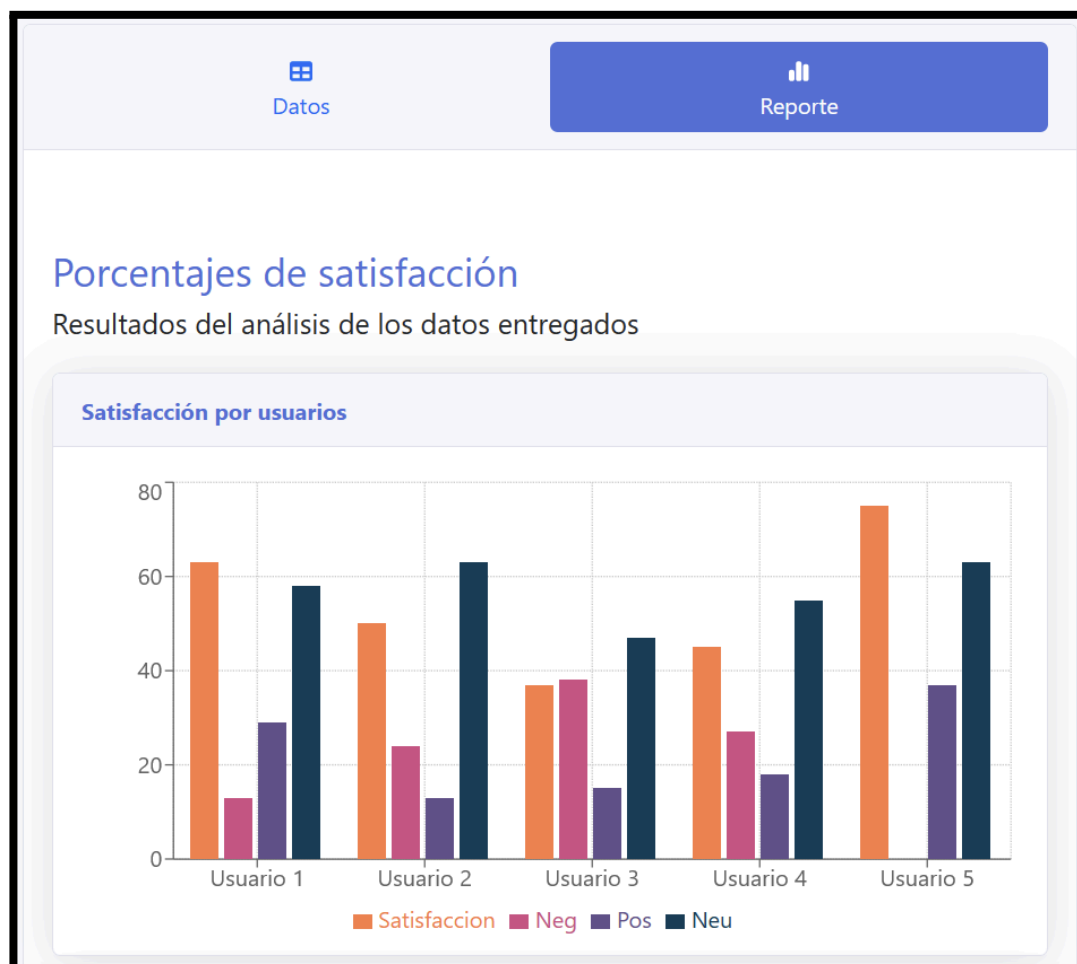 Datos
Reporte
Porcentajes de satisfacción
Resultados del análisis de los datos entregados
Satisfacción por usuarios
80
60
40
20
0
Usuario 1 Usuario 2 Usuario 3 Usuario 4 Usuario 5
Satisfaccion Neg Pos Neu